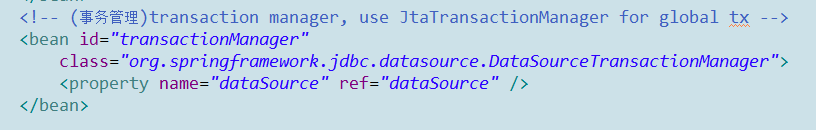 <!-- (事务管理)transaction manager, use JtaTransactionManager for global tx -->
<bean id="transactionManager"
class="org.springframework.jdbc.datasource.DataSourceTransactionManager">
<property name="dataSource" ref="dataSource" />
</bean>